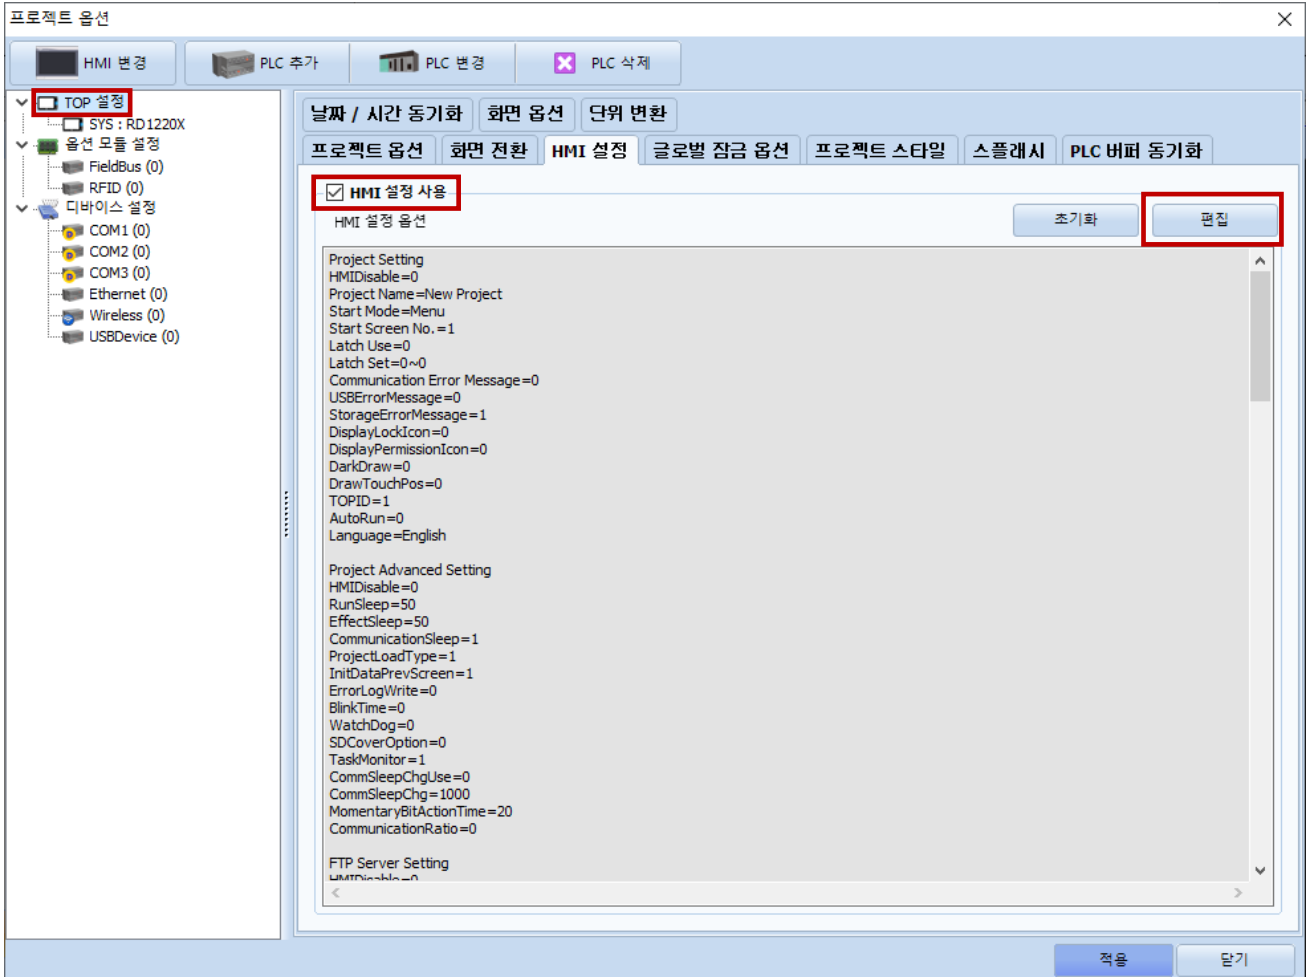 프로젝트 옵션
HMI 변경
PLC 추가
PLC 변경
PLC 삭제
TOP 설정
SYS : RD1220X
옵션 모듈 설정
FieldBus (0)
RFID (0)
디바이스 설정
COM1 (0)
COM2 (0)
COM3 (0)
Ethernet (0)
Wireless (0)
USBDevice (0)
날짜 / 시간 동기화
화면 옵션
단위 변환
프로젝트 옵션
화면 전환
HMI 설정
글로벌 잠금 옵션
프로젝트 스타일
스플래시
PLC 버퍼 동기화
HMI 설정 사용
HMI 설정 옵션
초기화
편집
Project Setting
HMIDisable=0
Project Name=New Project
Start Mode=Menu
Start Screen No.=1
Latch Use=0
Latch Set=0~0
Communication Error Message=0
USBErrorMessage=0
StorageErrorMessage=1
DisplayLockIcon=0
DisplayPermissionIcon=0
DarkDraw=0
DrawTouchPos=0
TOPID=1
AutoRun=0
Language=English
Project Advanced Setting
HMIDisable=0
RunSleep=50
EffectSleep=50
CommunicationSleep=1
ProjectLoadType=1
InitDataPrevScreen=1
ErrorLogWrite=0
BlinkTime=0
WatchDog=0
SDCoverOption=0
TaskMonitor=1
CommSleepChgUse=0
CommSleepChg=1000
MomentaryBitActionTime=20
CommunicationRatio=0
FTP Server Setting
HMIDisable=0
적용
닫기